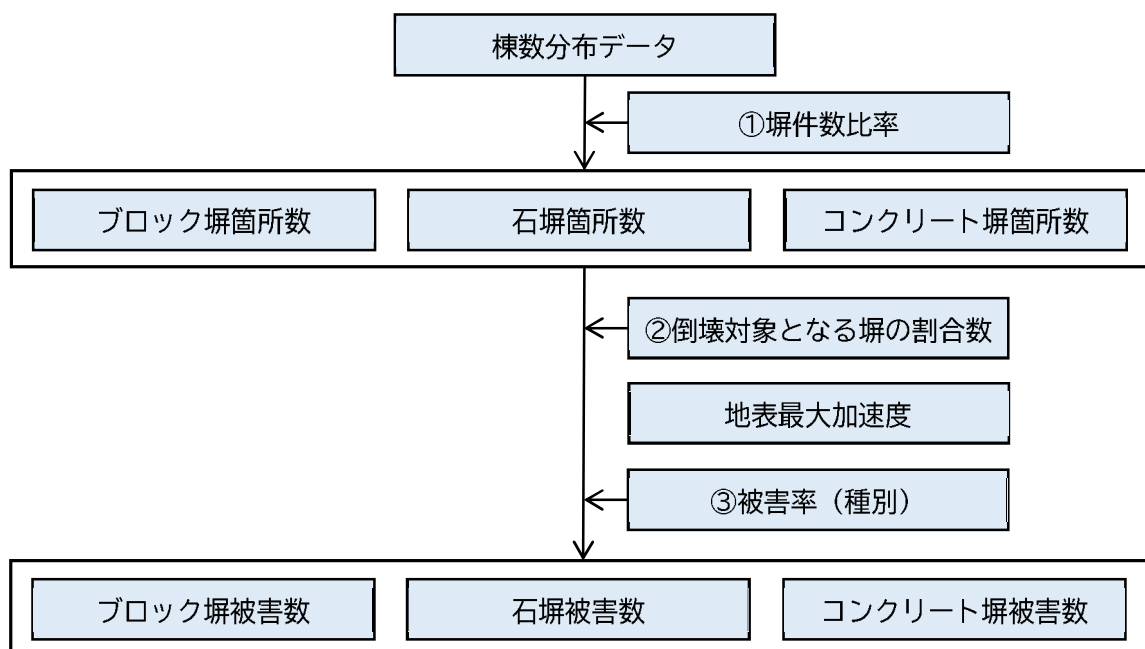 棟数分布データ
①塀件数比率
ブロック塀箇所数
石塀箇所数
コンクリート塀箇所数
②倒壊対象となる塀の割合数
地表最大加速度
③被害率（種別）
ブロック塀被害数
石塀被害数
コンクリート塀被害数